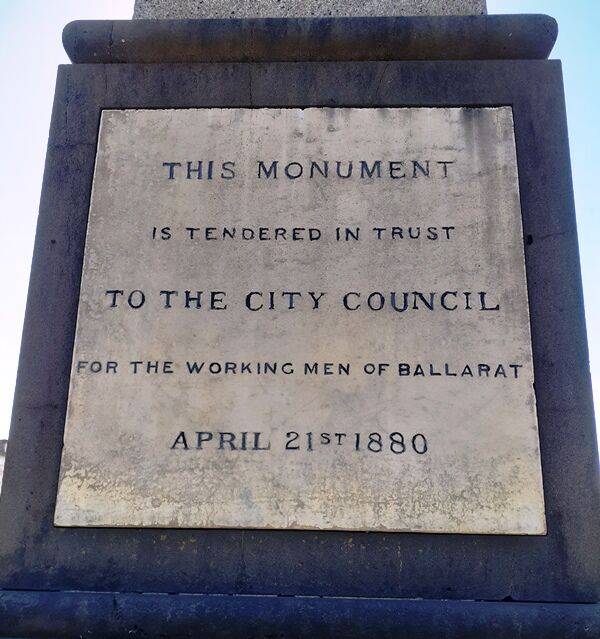 THIS MONUMENT
IS TENDERED IN TRUST
TO THE CITY COUNCIL
FOR THE WORKING MEN OF BALLARAT
APRIL 21ST 1880